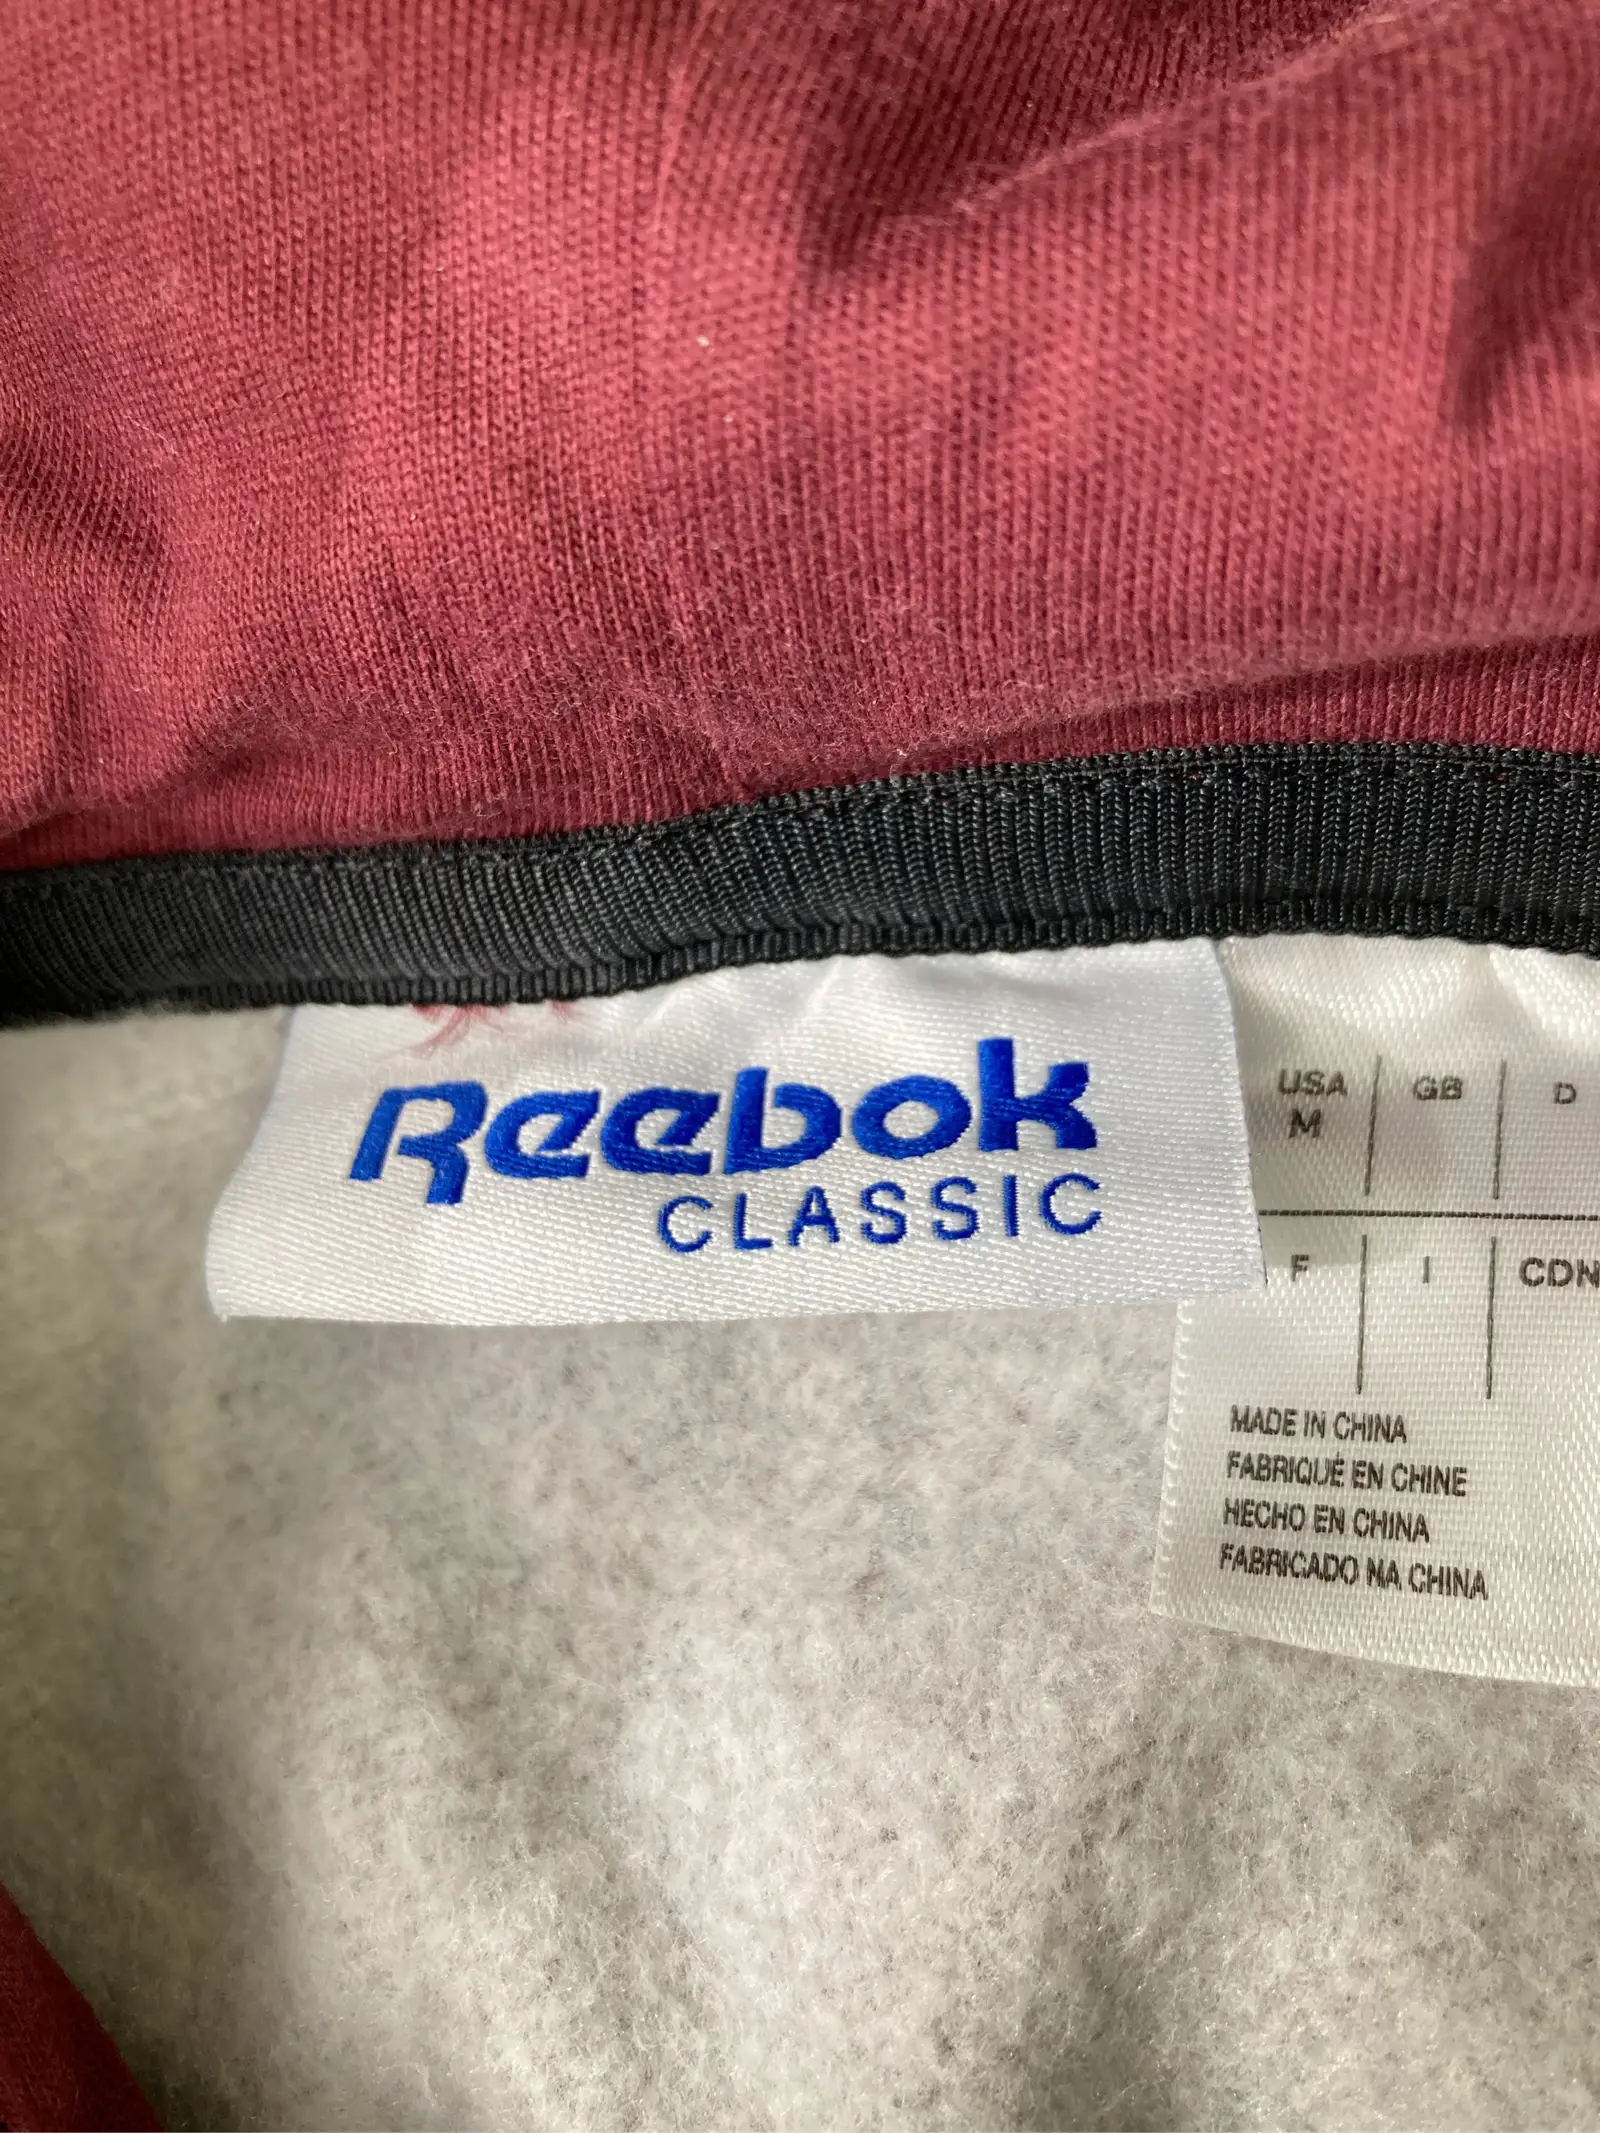 Reebok
CLASSIC
USA GB D
M
F I CDN
MADE IN CHINA
FABRIQUÉ EN CHINE
HECHO EN CHINA
FABRICADO NA CHINA